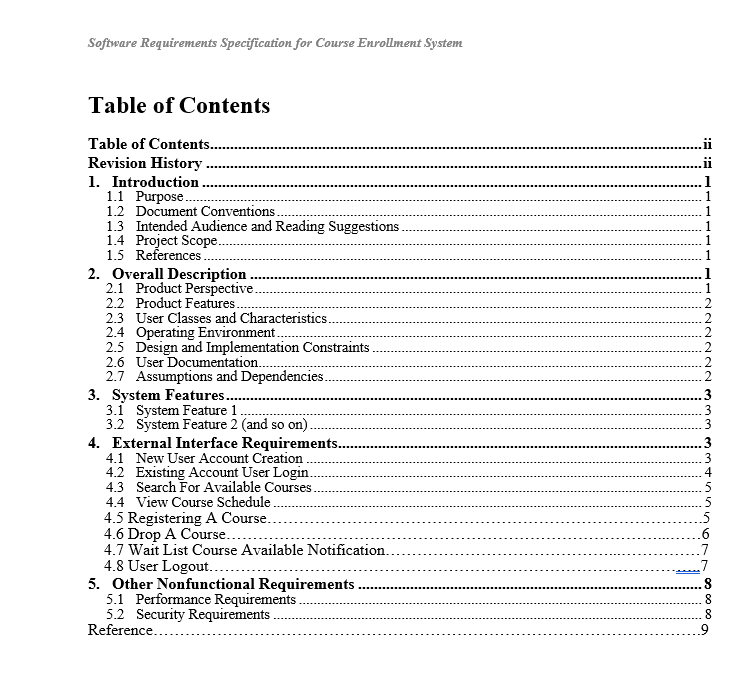 Software Requirements Specification for Course Enrollment System
Table of Contents
Table of Contents..........ii
Revision History..........ii
1. Introduction..........1
1.1 Purpose..........1
1.2 Document Conventions..........1
1.3 Intended Audience and Reading Suggestions..........1
1.4 Project Scope..........1
1.5 References..........1
2. Overall Description..........1
2.1 Product Perspective..........1
2.2 Product Features..........2
2.3 User Classes and Characteristics..........2
2.4 Operating Environment..........2
2.5 Design and Implementation Constraints..........2
2.6 User Documentation..........2
2.7 Assumptions and Dependencies..........2
3. System Features..........3
3.1 System Feature 1..........3
3.2 System Feature 2 (and so on)..........3
4. External Interface Requirements..........3
4.1 New User Account Creation..........3
4.2 Existing Account User Login..........4
4.3 Search For Available Courses..........5
4.4 View Course Schedule..........5
4.5 Registering A Course..........5
4.6 Drop A Course..........6
4.7 Wait List Course Available Notification..........7
4.8 User Logout..........7
5. Other Nonfunctional Requirements..........8
5.1 Performance Requirements..........8
5.2 Security Requirements..........8
Reference..........9